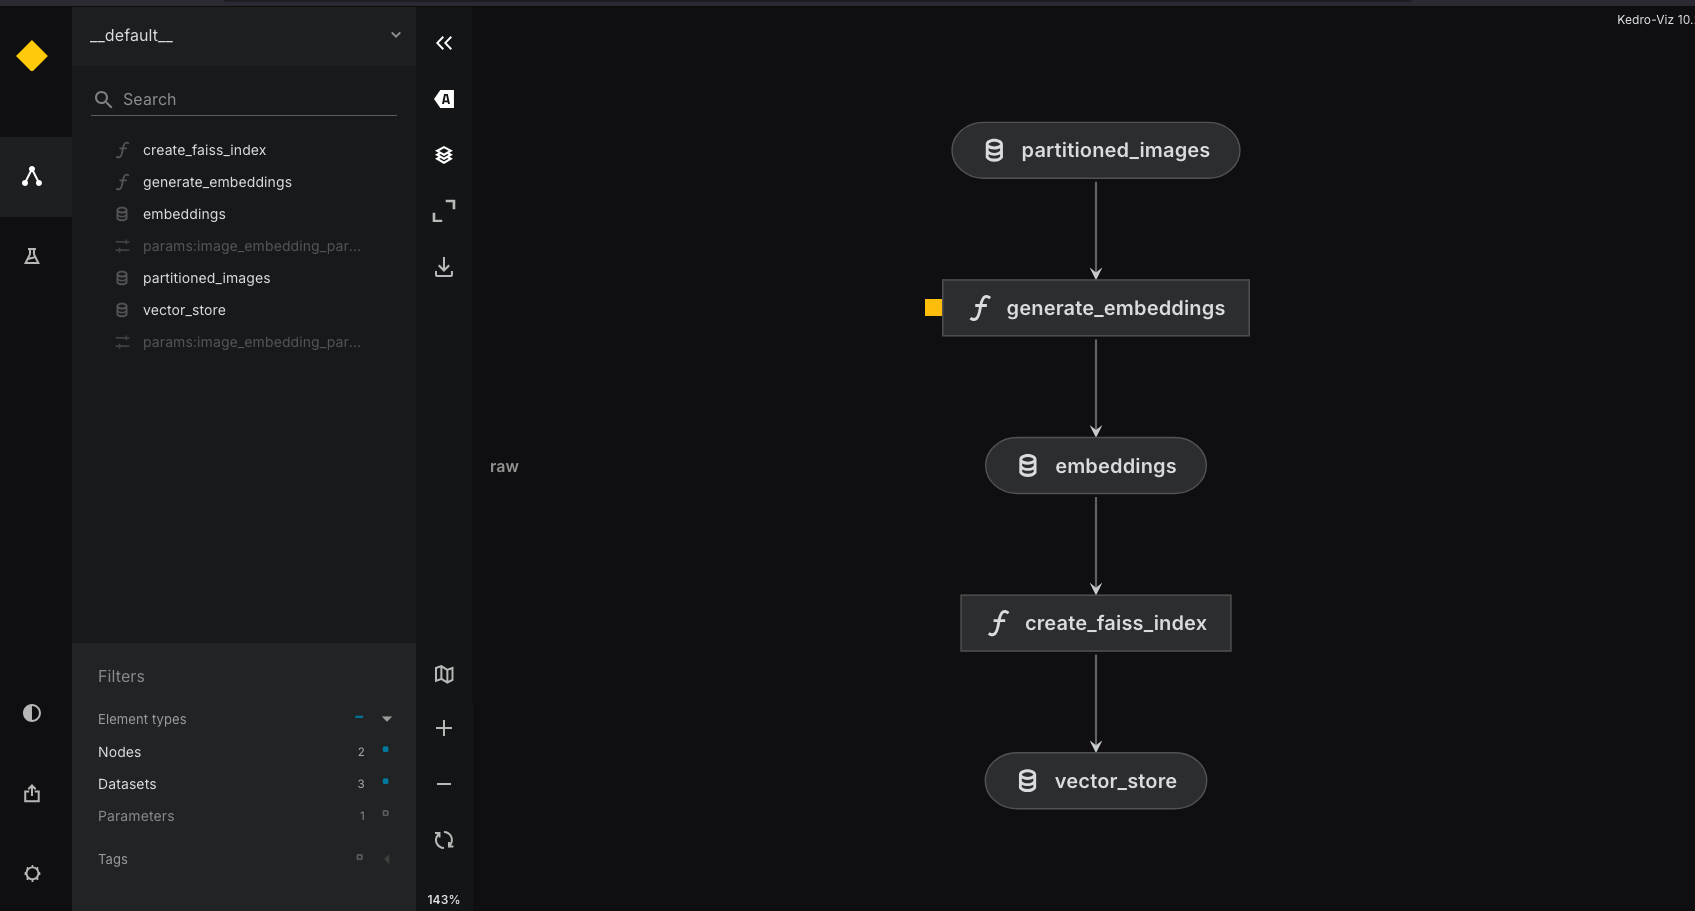 Kedro-Viz 10.
__default__
Search
create_faiss_index
generate_embeddings
embeddings
params:image_embedding_par...
partitioned_images
vector_store
params:image_embedding_par...
Filters
Element types
Nodes 2
Datasets 3
Parameters 1
Tags
A
143%
raw
partitioned_images
generate_embeddings
embeddings
create_faiss_index
vector_store